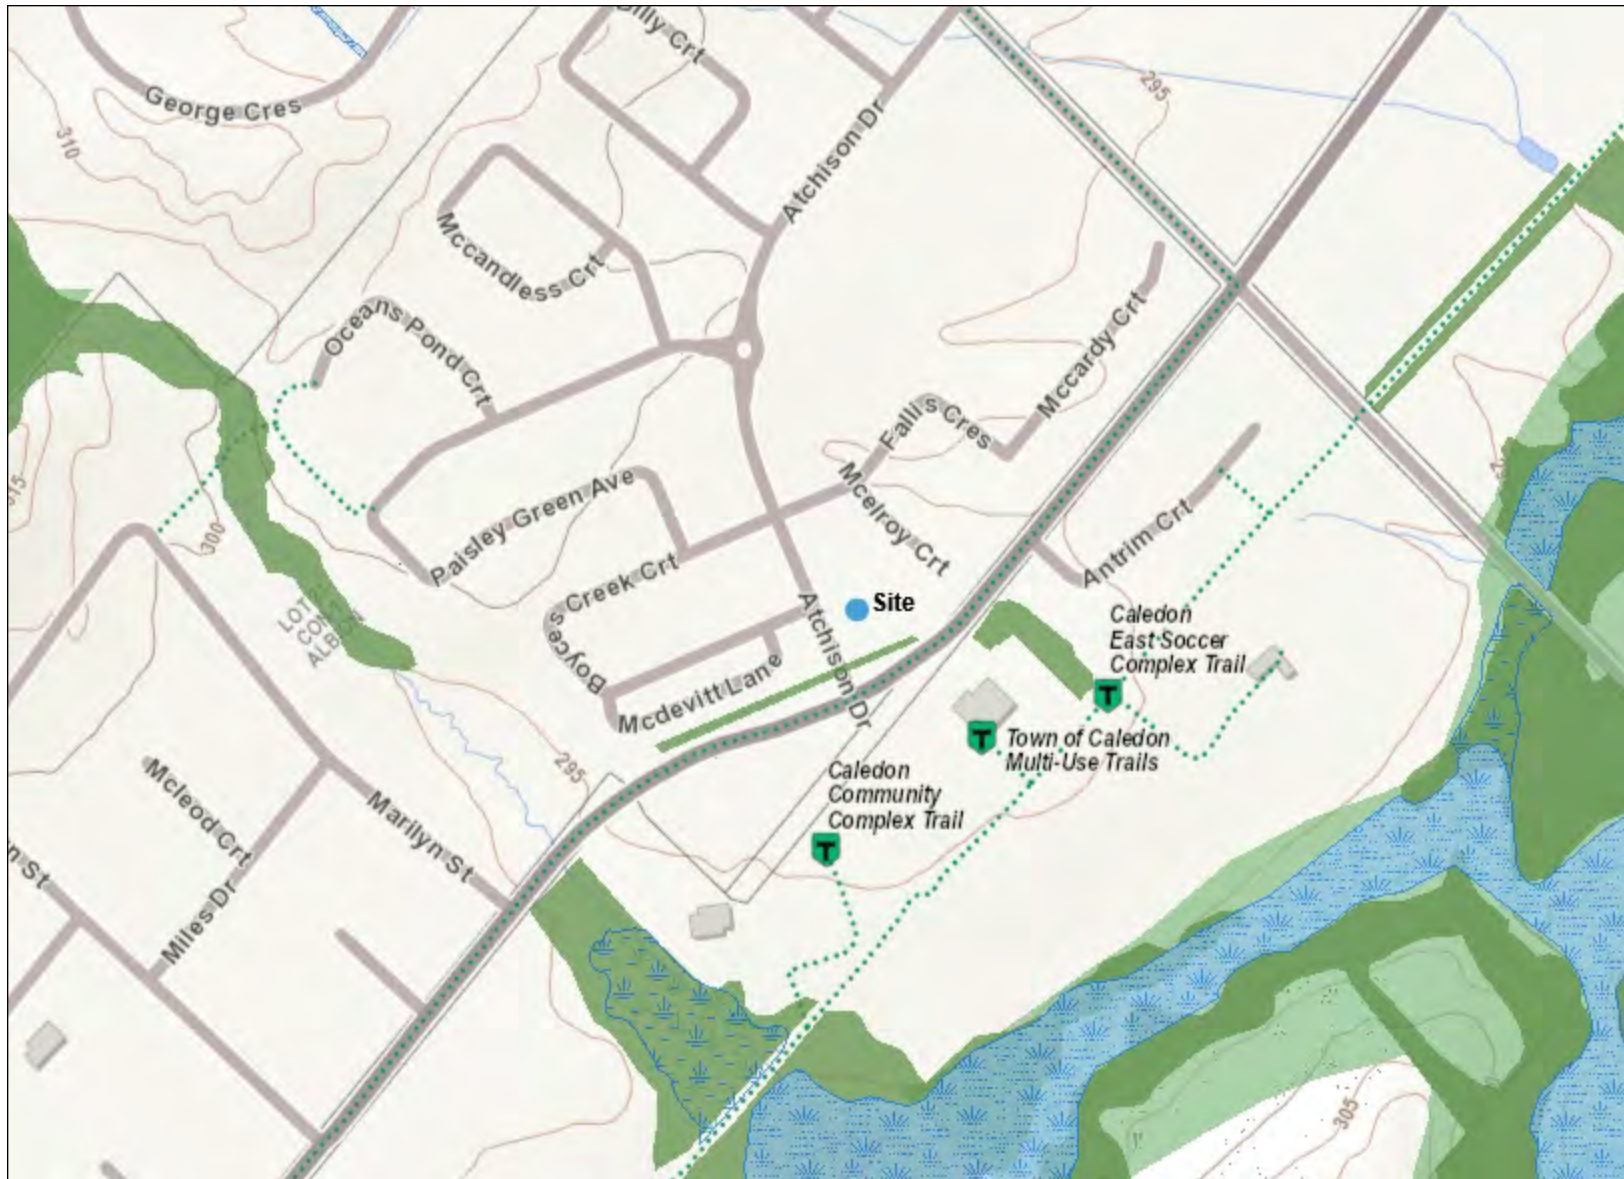 Billy Crt
George Cres
295
310
Atchison Dr
Mccandless Crt
Oceans Pond Crt
Mccardy Crt
Fallis Cres
Mcelroy Crt
Paisley Green Ave
300
Antrim Crt
Boyces Creek Crt
Site
Atchison Dr
Caledon
East Soccer
Complex Trail
Mcdevitt Lane
T
T
Town of Caledon
Multi-Use Trails
295
Caledon
Community
Complex Trail
T
Mcleod Crt
Marilyn St
n St
Miles Dr
305